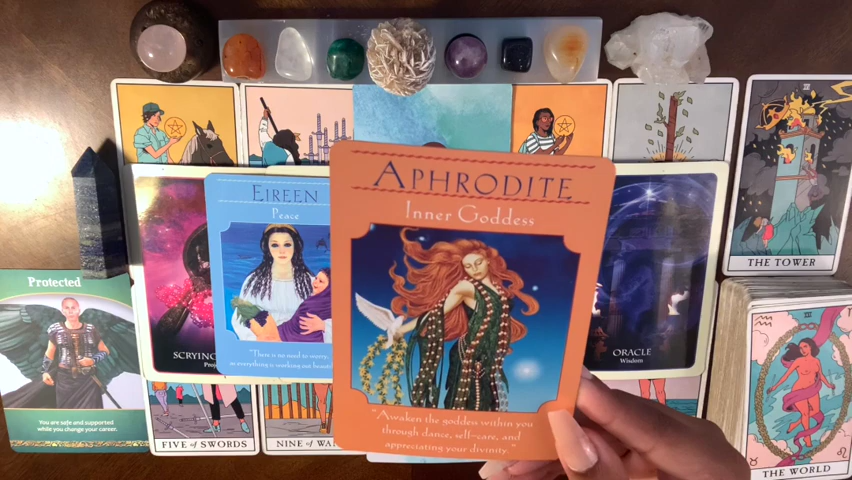 APHRODITE
Inner Goddess
"Awaken the goddess within you
through dance, self-care, and
appreciating your divinity."
EIREEN
Peace
"There is no need to worry,
as everything is working out
Protected
You are safe and supported
while you change your career.
SCRYING
ORACLE
Wisdom
THE TOWER
FIVE of SWORDS
NINE of
THE WORLD